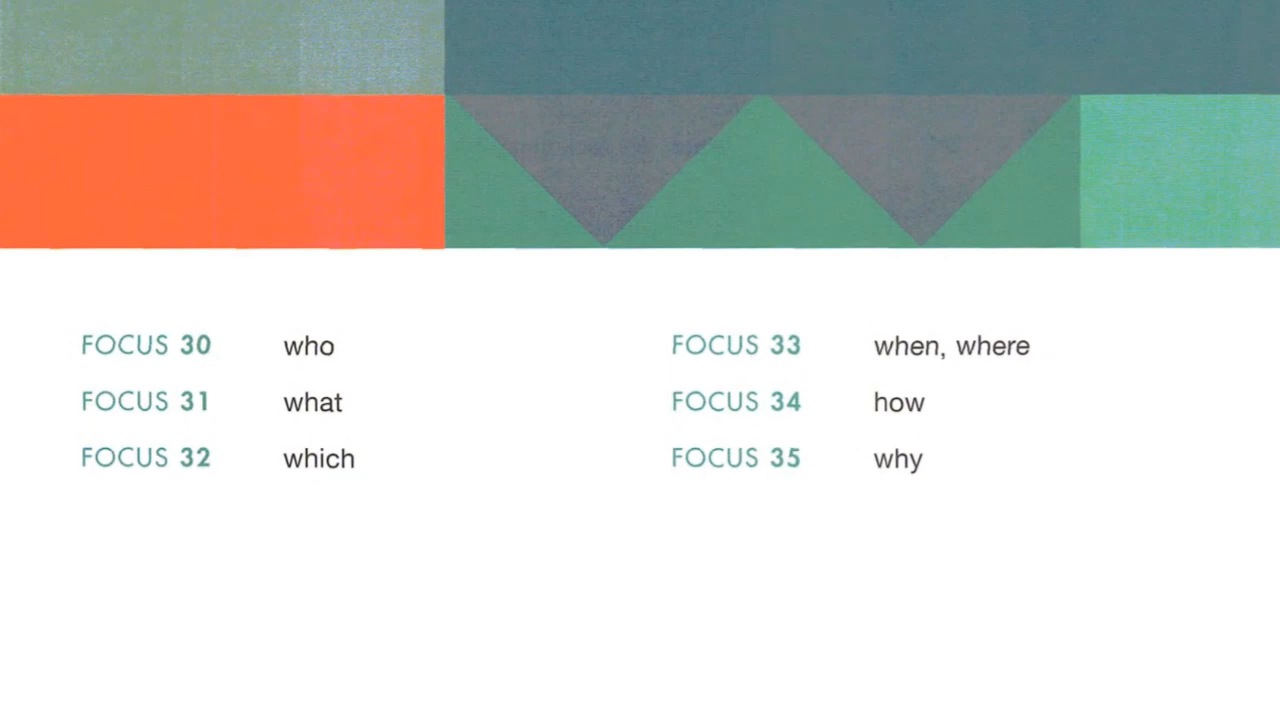 FOCUS 30 who
FOCUS 31 what
FOCUS 32 which
FOCUS 33 when, where
FOCUS 34 how
FOCUS 35 why